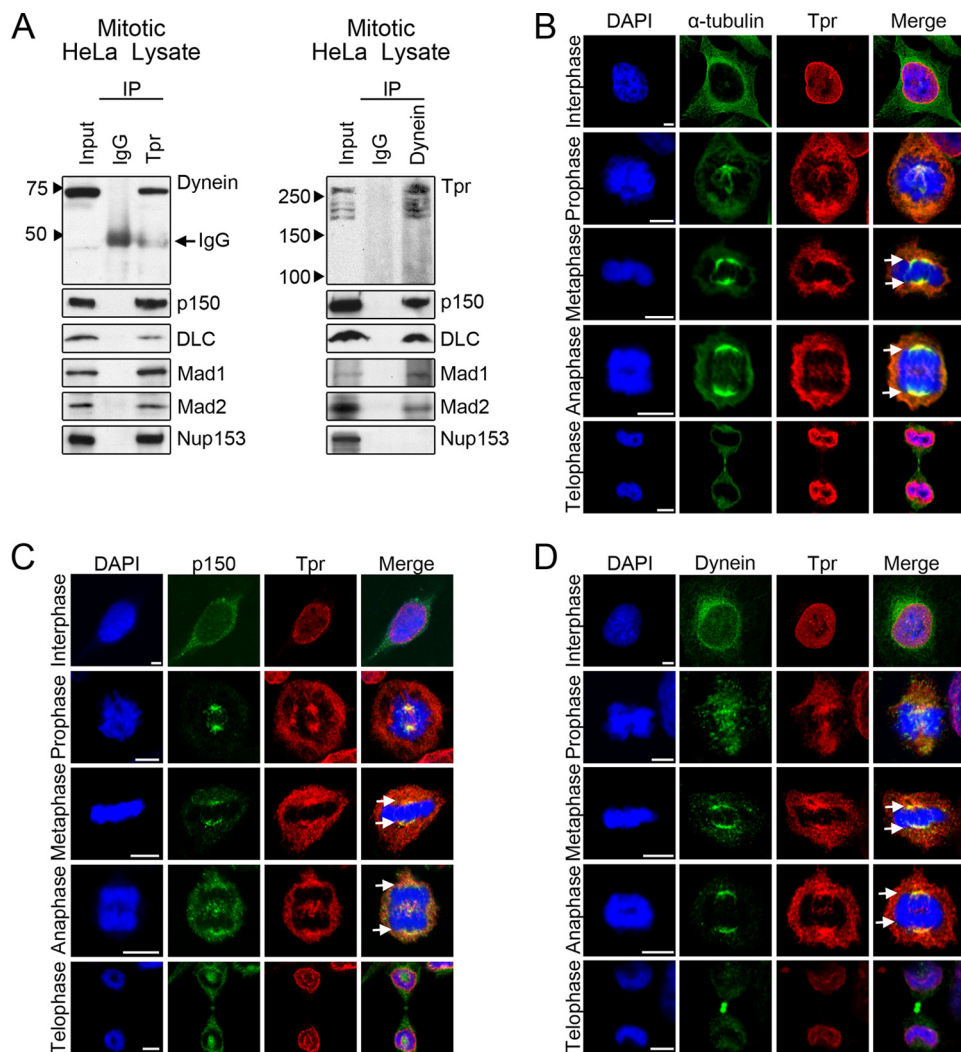 A
Mitotic
HeLa Lysate
IP
Input
IgG
Tpr
75
Dynein
50
IgG
p150
DLC
Mad1
Mad2
Nup153
Mitotic
HeLa Lysate
IP
Input
IgG
Dynein
Tpr
250
150
100
p150
DLC
Mad1
Mad2
Nup153
B
DAPI α-tubulin Tpr Merge
Interphase
Prophase
Metaphase
Anaphase
Telophase
C
DAPI p150 Tpr Merge
Interphase
Prophase
Metaphase
Anaphase
Telophase
D
DAPI Dynein Tpr Merge
Interphase
Prophase
Metaphase
Anaphase
Telophase